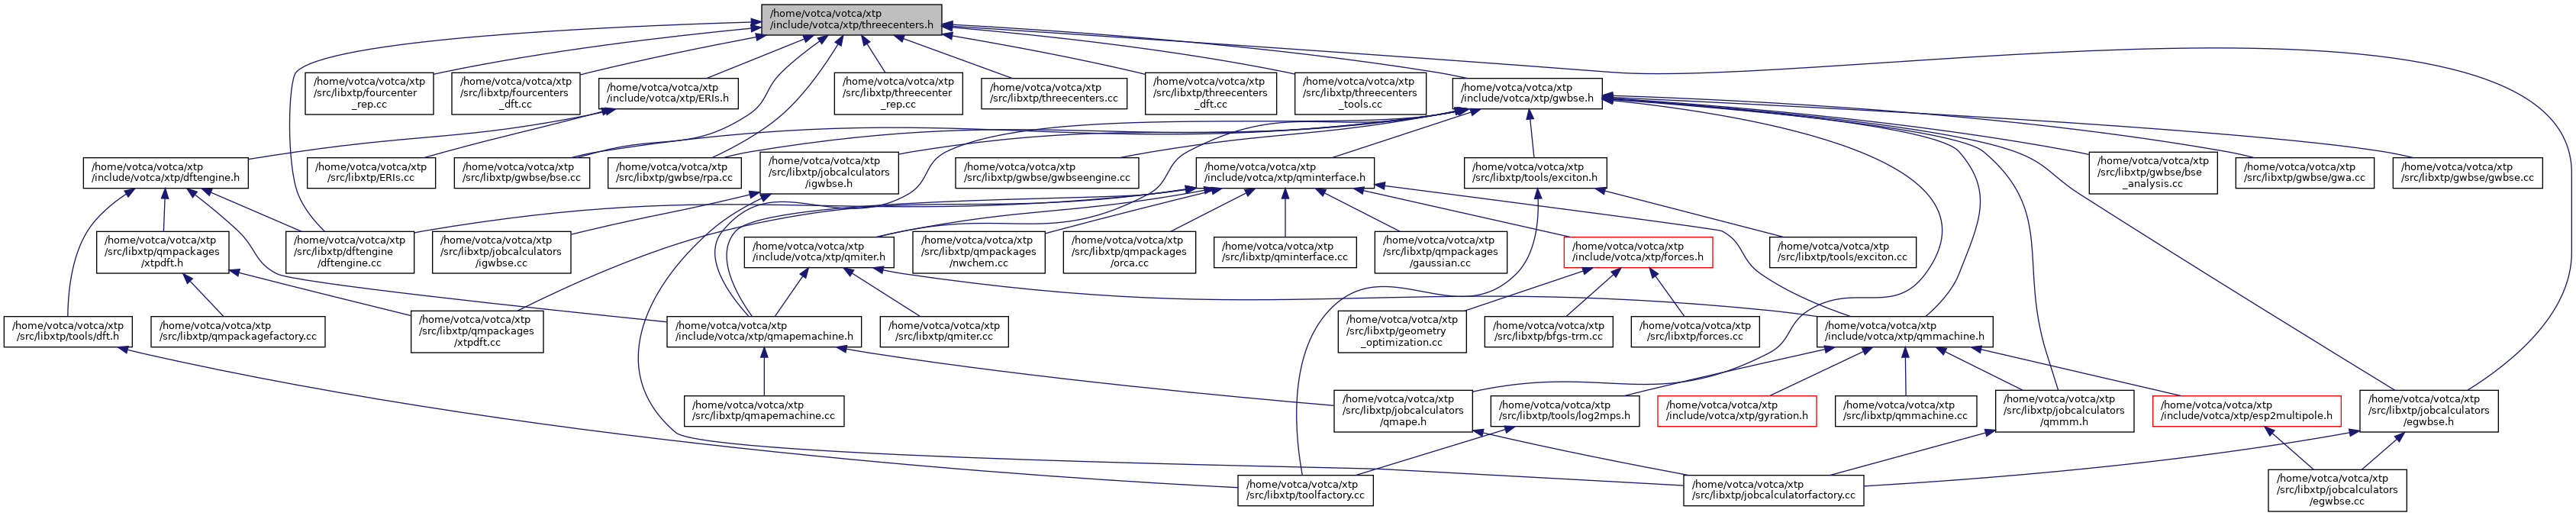 /home/votca/votca/xtp
/include/votca/xtp/threecenters.h
/home/votca/votca/xtp
/src/libxtp/fourcenter
_rep.cc
/home/votca/votca/xtp
/src/libxtp/fourcenters
_dft.cc
/home/votca/votca/xtp
/include/votca/xtp/ERIs.h
/home/votca/votca/xtp
/src/libxtp/threecenter
_rep.cc
/home/votca/votca/xtp
/src/libxtp/threecenters.cc
/home/votca/votca/xtp
/src/libxtp/threecenters
_dft.cc
/home/votca/votca/xtp
/src/libxtp/threecenters
_tools.cc
/home/votca/votca/xtp
/include/votca/xtp/gwbse.h
/home/votca/votca/xtp
/include/votca/xtp/dftengine.h
/home/votca/votca/xtp
/src/libxtp/ERIs.cc
/home/votca/votca/xtp
/src/libxtp/gwbse/bse.cc
/home/votca/votca/xtp
/src/libxtp/gwbse/rpa.cc
/home/votca/votca/xtp
/src/libxtp/jobcalculators
/igwbse.h
/home/votca/votca/xtp
/src/libxtp/gwbse/gwbseengine.cc
/home/votca/votca/xtp
/include/votca/xtp/qminterface.h
/home/votca/votca/xtp
/src/libxtp/tools/exciton.h
/home/votca/votca/xtp
/src/libxtp/gwbse/bse
_analysis.cc
/home/votca/votca/xtp
/src/libxtp/gwbse/gwa.cc
/home/votca/votca/xtp
/src/libxtp/gwbse/gwbse.cc
/home/votca/votca/xtp
/src/libxtp/qmpackages
/xtpdft.h
/home/votca/votca/xtp
/src/libxtp/dftengine
/dftengine.cc
/home/votca/votca/xtp
/src/libxtp/jobcalculators
/igwbse.cc
/home/votca/votca/xtp
/include/votca/xtp/qmiter.h
/home/votca/votca/xtp
/src/libxtp/qmpackages
/nwchem.cc
/home/votca/votca/xtp
/src/libxtp/qmpackages
/orca.cc
/home/votca/votca/xtp
/src/libxtp/qminterface.cc
/home/votca/votca/xtp
/src/libxtp/qmpackages
/gaussian.cc
/home/votca/votca/xtp
/include/votca/xtp/forces.h
/home/votca/votca/xtp
/src/libxtp/tools/exciton.cc
/home/votca/votca/xtp
/src/libxtp/tools/dft.h
/home/votca/votca/xtp
/src/libxtp/qmpackagefactory.cc
/home/votca/votca/xtp
/src/libxtp/qmpackages
/xtpdft.cc
/home/votca/votca/xtp
/include/votca/xtp/qmapemachine.h
/home/votca/votca/xtp
/src/libxtp/qmiter.cc
/home/votca/votca/xtp
/src/libxtp/geometry
_optimization.cc
/home/votca/votca/xtp
/src/libxtp/bfgs-trm.cc
/home/votca/votca/xtp
/src/libxtp/forces.cc
/home/votca/votca/xtp
/include/votca/xtp/qmmachine.h
/home/votca/votca/xtp
/src/libxtp/qmapemachine.cc
/home/votca/votca/xtp
/src/libxtp/jobcalculators
/qmape.h
/home/votca/votca/xtp
/src/libxtp/tools/log2mps.h
/home/votca/votca/xtp
/include/votca/xtp/gyration.h
/home/votca/votca/xtp
/src/libxtp/qmmachine.cc
/home/votca/votca/xtp
/src/libxtp/jobcalculators
/qmmm.h
/home/votca/votca/xtp
/include/votca/xtp/esp2multipole.h
/home/votca/votca/xtp
/src/libxtp/jobcalculators
/egwbse.h
/home/votca/votca/xtp
/src/libxtp/toolfactory.cc
/home/votca/votca/xtp
/src/libxtp/jobcalculatorfactory.cc
/home/votca/votca/xtp
/src/libxtp/jobcalculators
/egwbse.cc